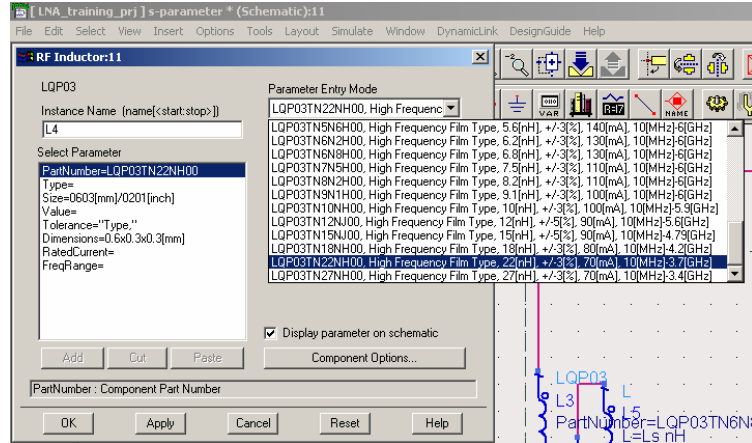 [ LNA_training_prj ] s-parameter * (Schematic):11
File Edit Select View Insert Options Tools Layout Simulate Window DynamicLink DesignGuide Help
RF Inductor:11
LQP03
Instance Name (name[<start:stop>])
L4
Select Parameter
PartNumber=LQP03TN22NH00
Type=
Size=0603[mm]/0201[inch]
Value=
Tolerance="Type,"
Dimensions=0.6x0.3x0.3[mm]
RatedCurrent=
FreqRange=
Add Cut Paste
Parameter Entry Mode
LQP03TN22NH00, High Frequenc
LQP03TN5N6H00, High Frequency Film Type, 5.6[nH], +/-3[%], 140[mA], 10[MHz]-6[GHz]
LQP03TN6N2H00, High Frequency Film Type, 6.2[nH], +/-3[%], 130[mA], 10[MHz]-6[GHz]
LQP03TN6N8H00, High Frequency Film Type, 6.8[nH], +/-3[%], 130[mA], 10[MHz]-6[GHz]
LQP03TN7N5H00, High Frequency Film Type, 7.5[nH], +/-3[%], 110[mA], 10[MHz]-6[GHz]
LQP03TN8N2H00, High Frequency Film Type, 8.2[nH], +/-3[%], 110[mA], 10[MHz]-6[GHz]
LQP03TN9N1H00, High Frequency Film Type, 9.1[nH], +/-3[%], 100[mA], 10[MHz]-6[GHz]
LQP03TN10NH00, High Frequency Film Type, 10[nH], +/-3[%], 100[mA], 10[MHz]-5.9[GHz]
LQP03TN12NJ00, High Frequency Film Type, 12[nH], +/-5[%], 90[mA], 10[MHz]-5.6[GHz]
LQP03TN15NJ00, High Frequency Film Type, 15[nH], +/-5[%], 90[mA], 10[MHz]-4.79[GHz]
LQP03TN18NH00, High Frequency Film Type, 18[nH], +/-3[%], 80[mA], 10[MHz]-4.2[GHz]
LQP03TN22NH00, High Frequency Film Type, 22[nH], +/-3[%], 70[mA], 10[MHz]-3.7[GHz]
LQP03TN27NH00, High Frequency Film Type, 27[nH], +/-3[%], 70[mA], 10[MHz]-3.4[GHz]
Display parameter on schematic
Component Options...
PartNumber : Component Part Number
OK Apply Cancel Reset Help
VAR
NAME
LQP03
L
L3
L5
PartNumber=LQP03TN6N
L=Ls nH